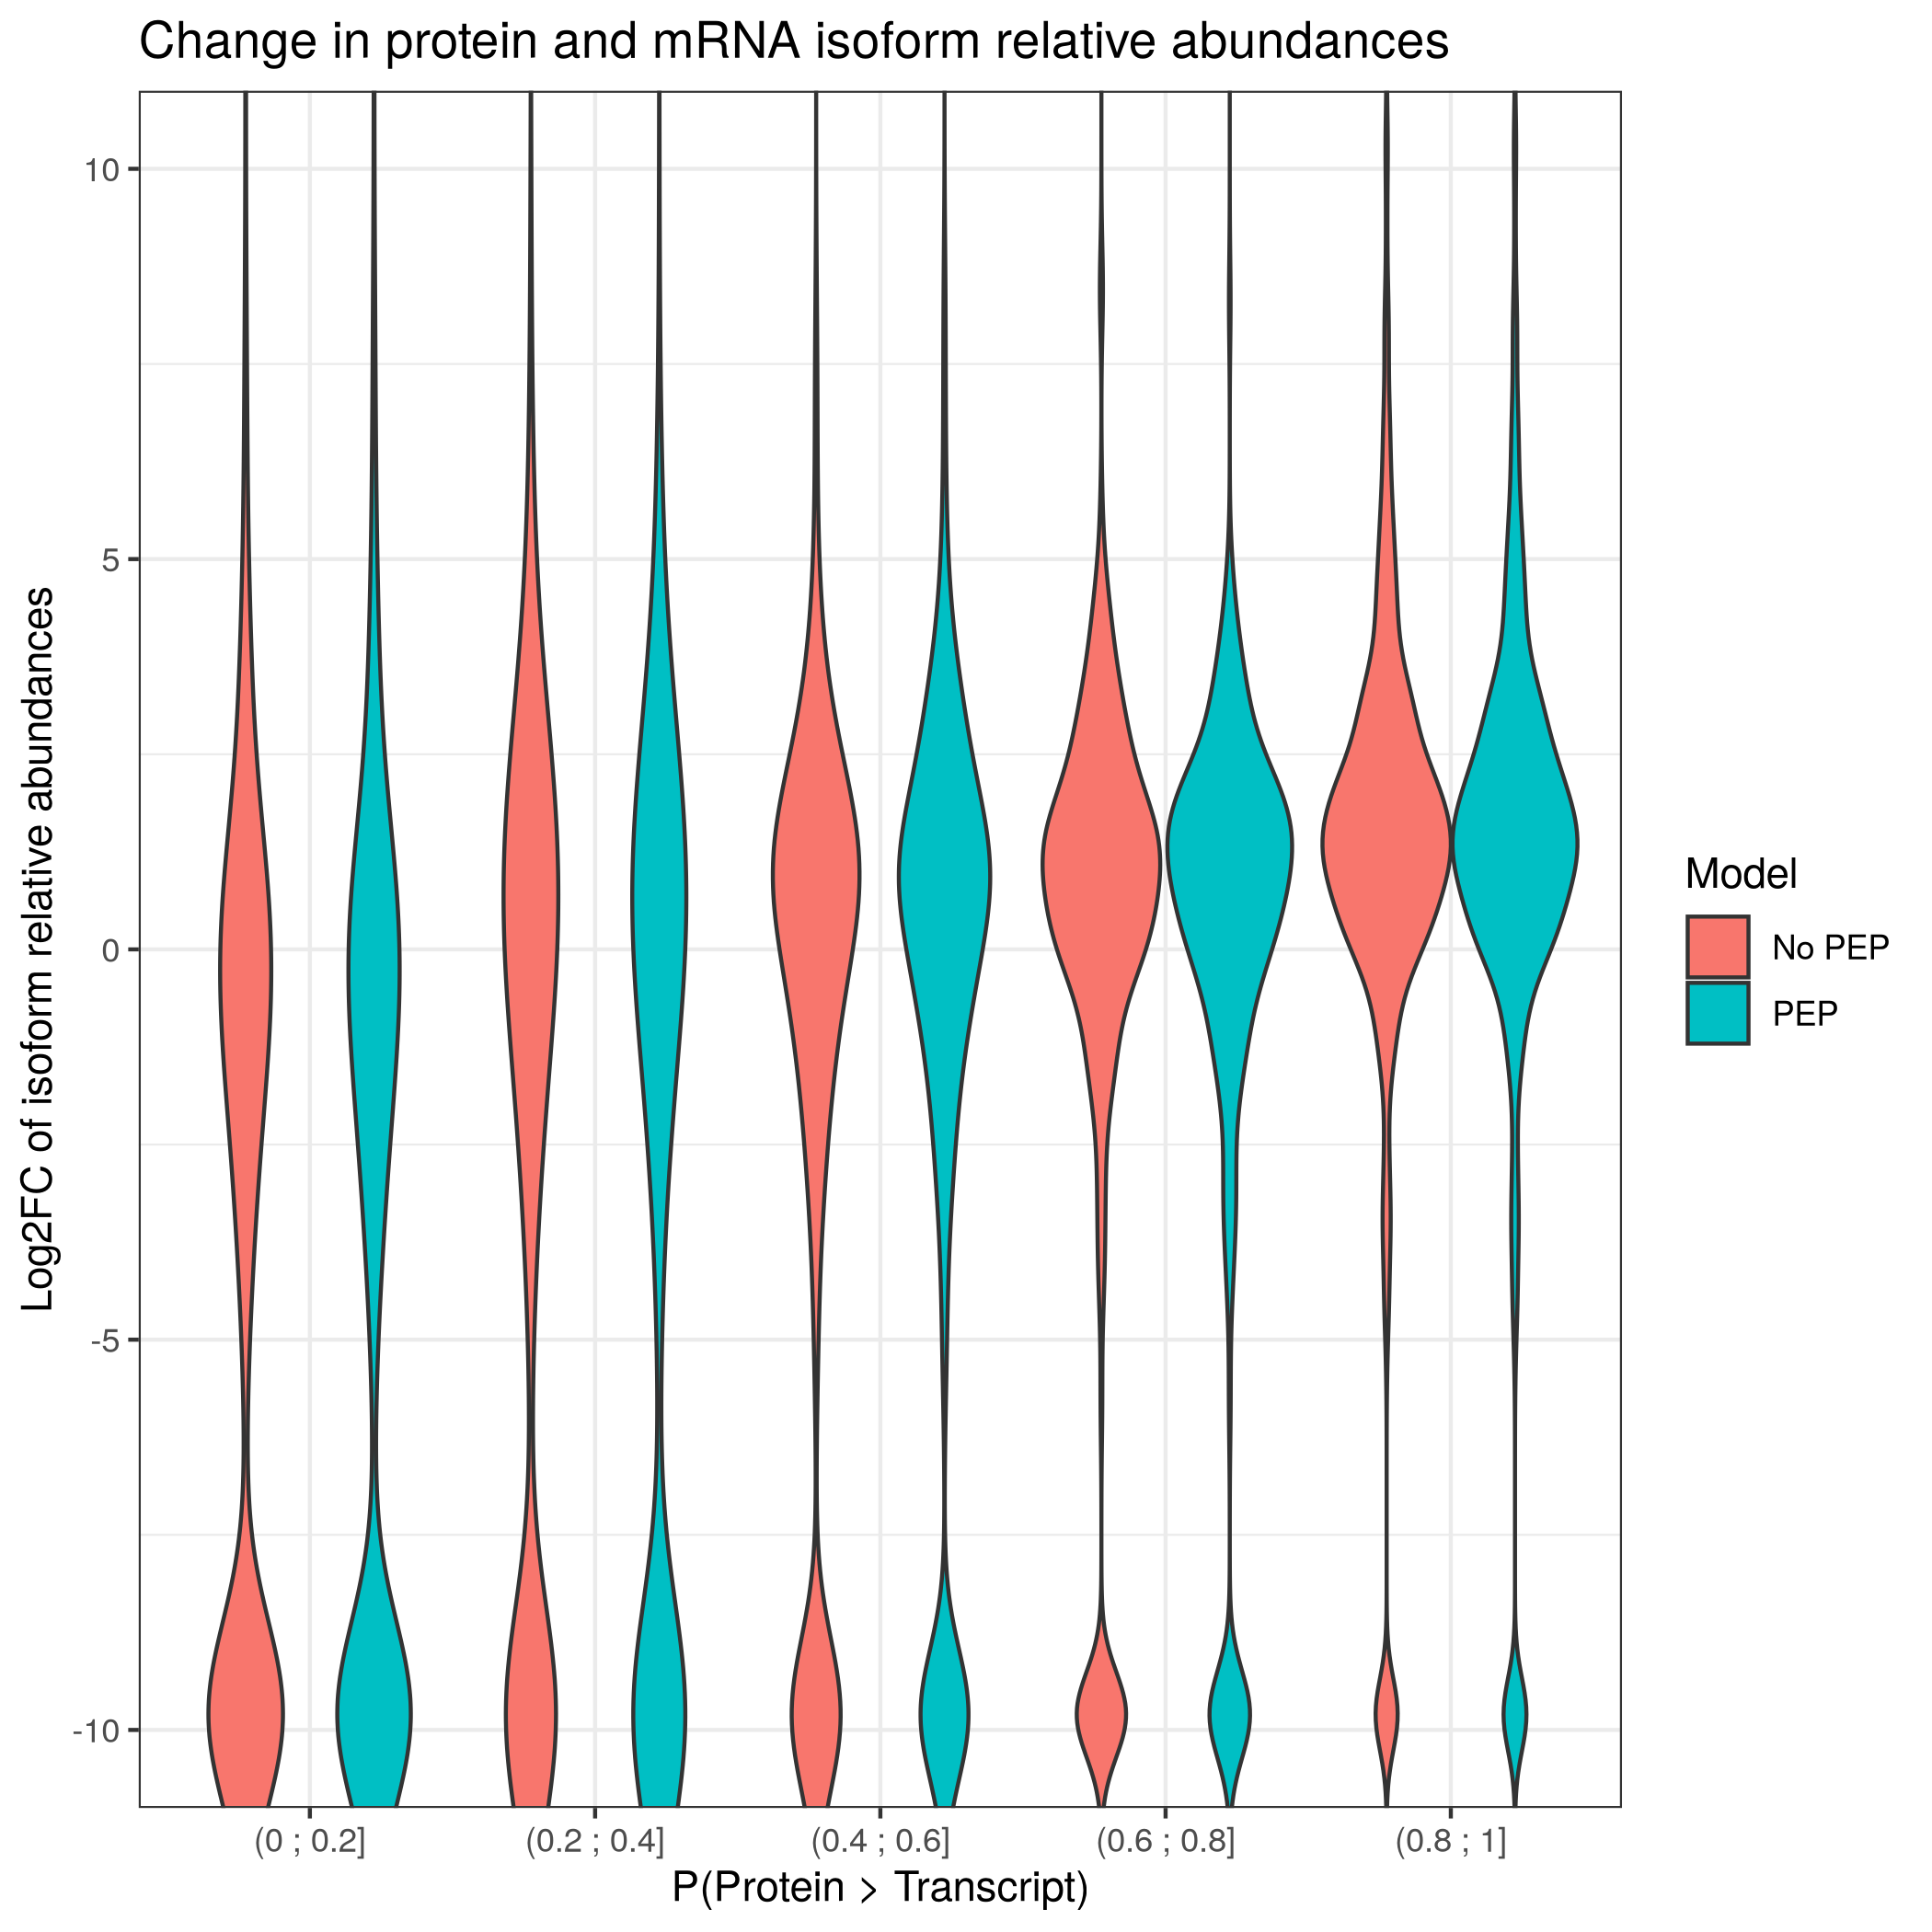 Change in protein and mRNA isoform relative abundances
Log2FC of isoform relative abundances
10
5
0
-5
-10
(0 ; 0.2]
(0.2 ; 0.4]
(0.4 ; 0.6]
(0.6 ; 0.8]
(0.8 ; 1]
P(Protein > Transcript)
Model
No PEP
PEP